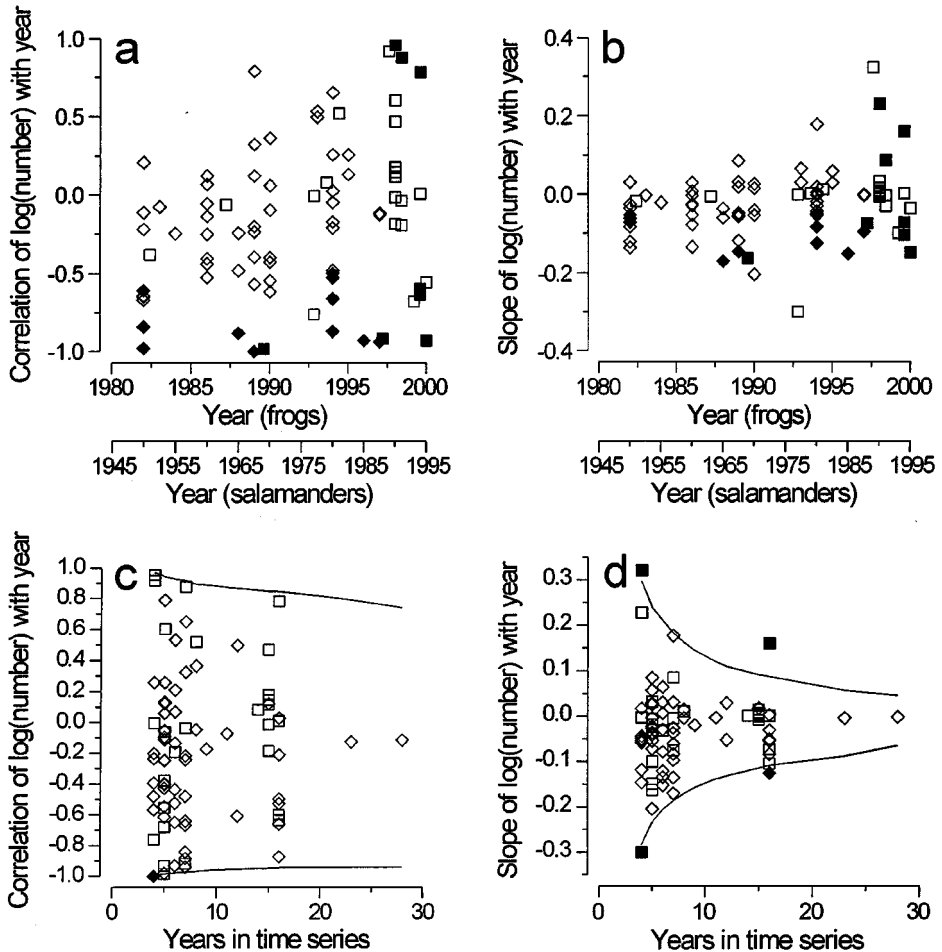 a
Correlation of log(number) with year
1.0
0.5
0.0
-0.5
-1.0
1980 1985 1990 1995 2000
Year (frogs)
1945 1955 1965 1975 1985 1995
Year (salamanders)
b
Slope of log(number) with year
0.4
0.2
0.0
-0.2
-0.4
1980 1985 1990 1995 2000
Year (frogs)
1945 1955 1965 1975 1985 1995
Year (salamanders)
c
Correlation of log(number) with year
1.0
0.8
0.6
0.4
0.2
0.0
-0.2
-0.4
-0.6
-0.8
-1.0
0 10 20 30
Years in time series
d
Slope of log(number) with year
0.3
0.2
0.1
0.0
-0.1
-0.2
-0.3
0 10 20 30
Years in time series